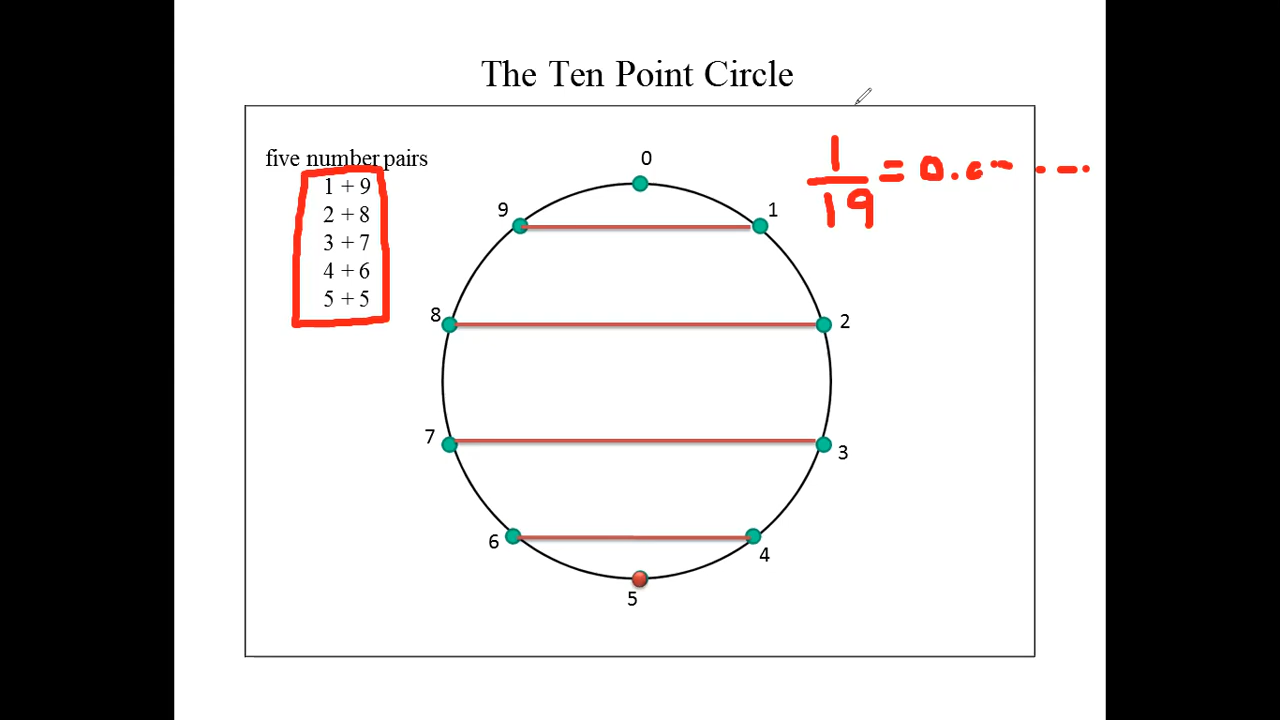 The Ten Point Circle
five number pairs
1 + 9
2 + 8
3 + 7
4 + 6
5 + 5
0
9
1
8
2
7
3
6
4
5
1
19
= 0.